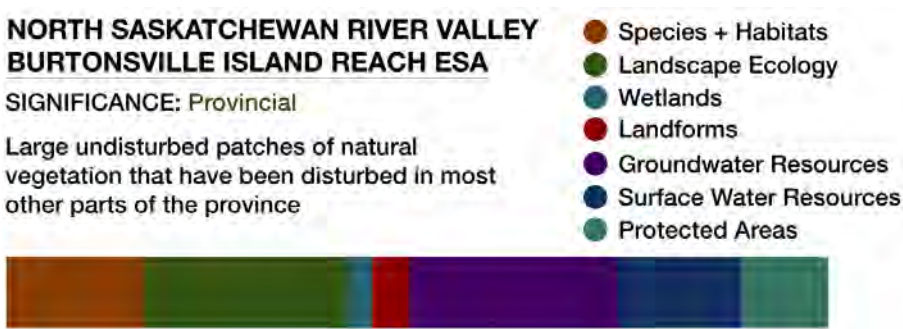 NORTH SASKATCHEWAN RIVER VALLEY
BURTONSVILLE ISLAND REACH ESA
SIGNIFICANCE: Provincial
Large undisturbed patches of natural
vegetation that have been disturbed in most
other parts of the province
Species + Habitats
Landscape Ecology
Wetlands
Landforms
Groundwater Resources
Surface Water Resources
Protected Areas